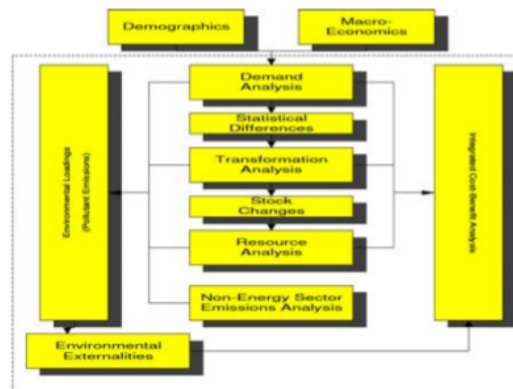 Demographics
Macro-
Economics
Demand
Analysis
Statistical
Differences
Transformation
Analysis
Stock
Changes
Resource
Analysis
Non-Energy Sector
Emissions Analysis
Environmental Loadings
(Pollutant Emissions)
Integrated Cost-Benefit Analysis
Environmental
Externalities